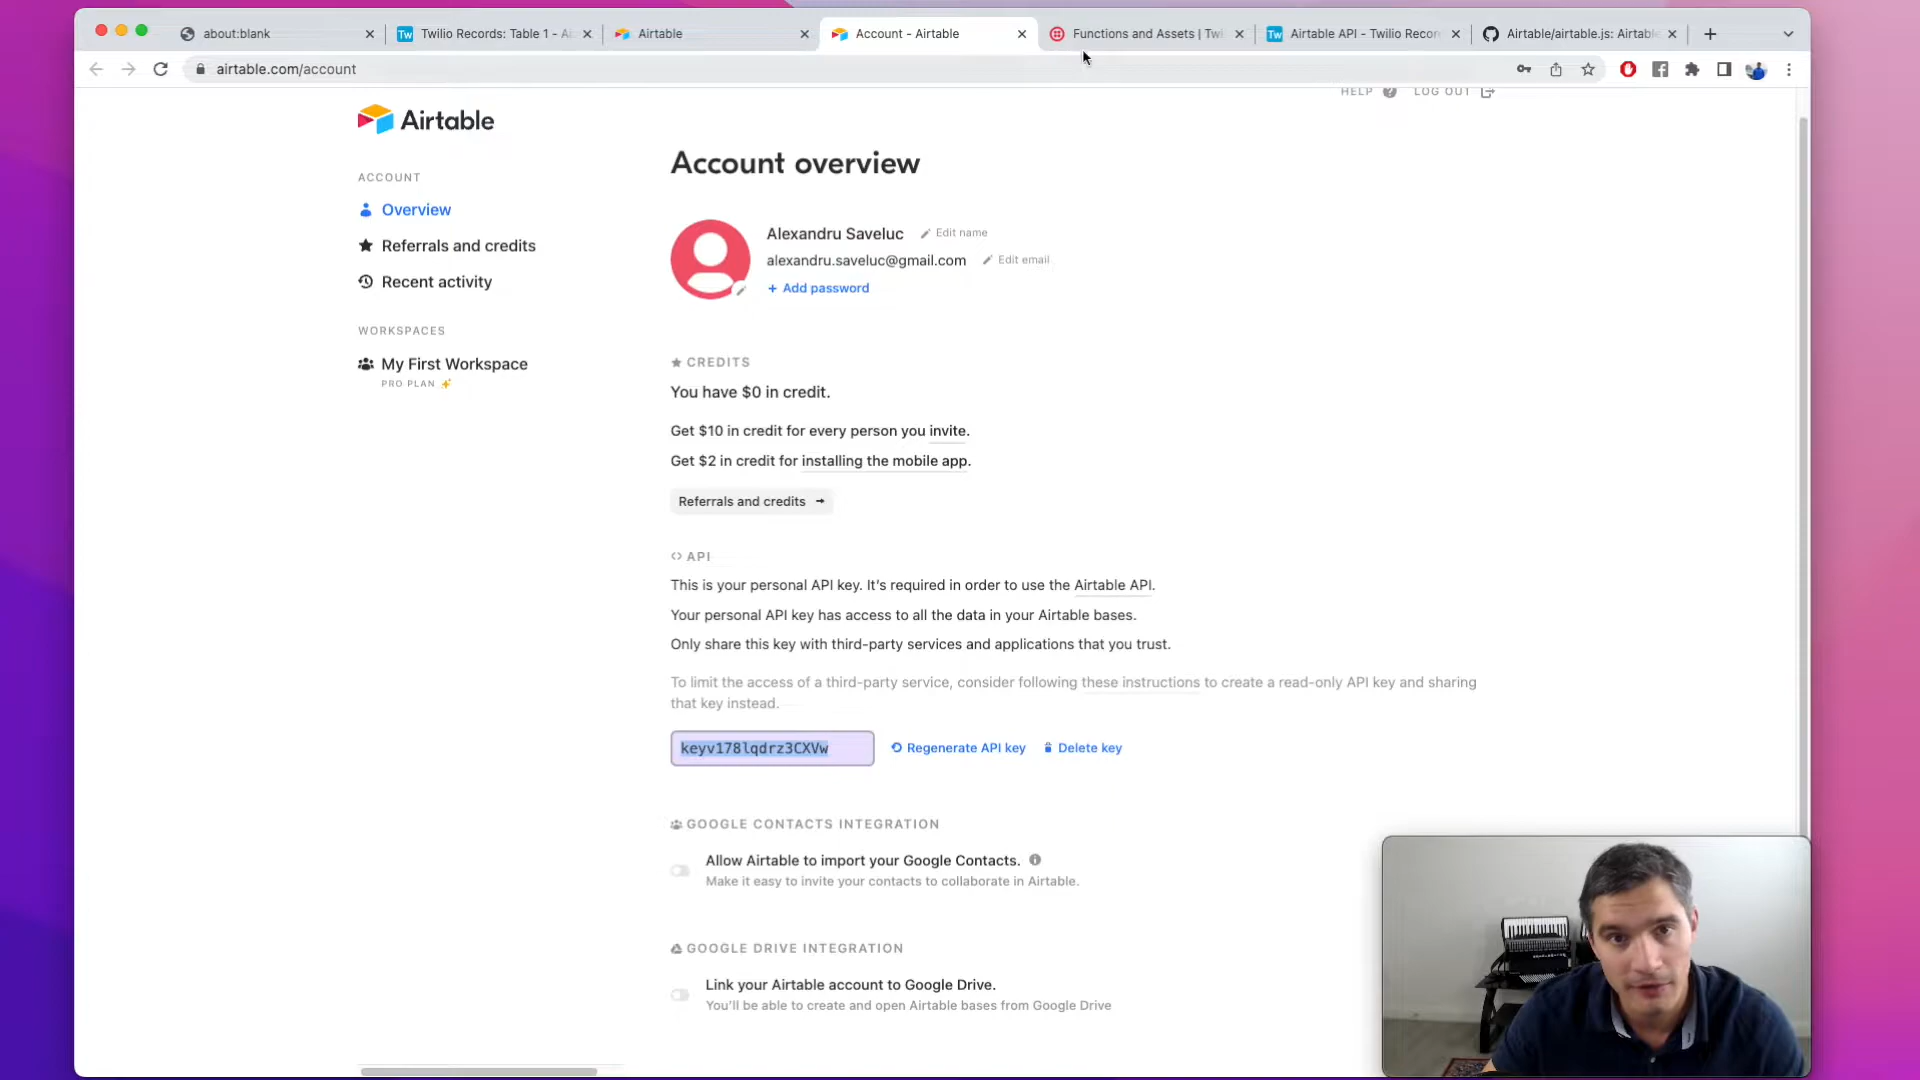 about:blank
Twilio Records: Table 1 - Ai
Airtable
Account - Airtable
Functions and Assets | Twi
Airtable API - Twilio Recor
Airtable/airtable.js: Airtabl
airtable.com/account
HELP
LOG OUT
Airtable
Account overview
ACCOUNT
Overview
Referrals and credits
Recent activity
WORKSPACES
My First Workspace
PRO PLAN
Alexandru Saveluc
Edit name
alexandru.saveluc@gmail.com
Edit email
+ Add password
CREDITS
You have $0 in credit.
Get $10 in credit for every person you invite.
Get $2 in credit for installing the mobile app.
Referrals and credits →
<> API
This is your personal API key. It's required in order to use the Airtable API.
Your personal API key has access to all the data in your Airtable bases.
Only share this key with third-party services and applications that you trust.
To limit the access of a third-party service, consider following these instructions to create a read-only API key and sharing
that key instead.
keyv178lqdrz3CXVw
Regenerate API key
Delete key
GOOGLE CONTACTS INTEGRATION
Allow Airtable to import your Google Contacts.
Make it easy to invite your contacts to collaborate in Airtable.
GOOGLE DRIVE INTEGRATION
Link your Airtable account to Google Drive.
You'll be able to create and open Airtable bases from Google Drive